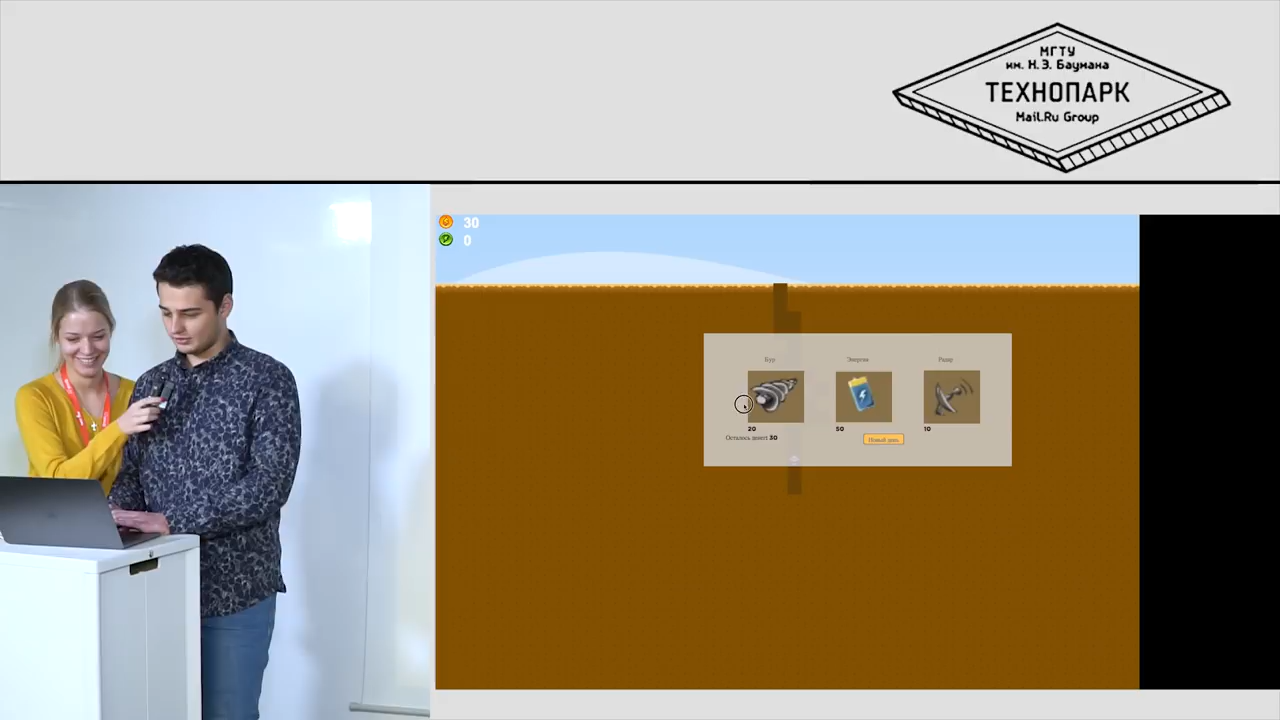 МГТУ
им. Н.Э. Баумана
ТЕХНОПАРК
Mail.Ru Group
30
0
Бур
Энергия
Радар
20
50
10
Осталось денег: 30
Новый день